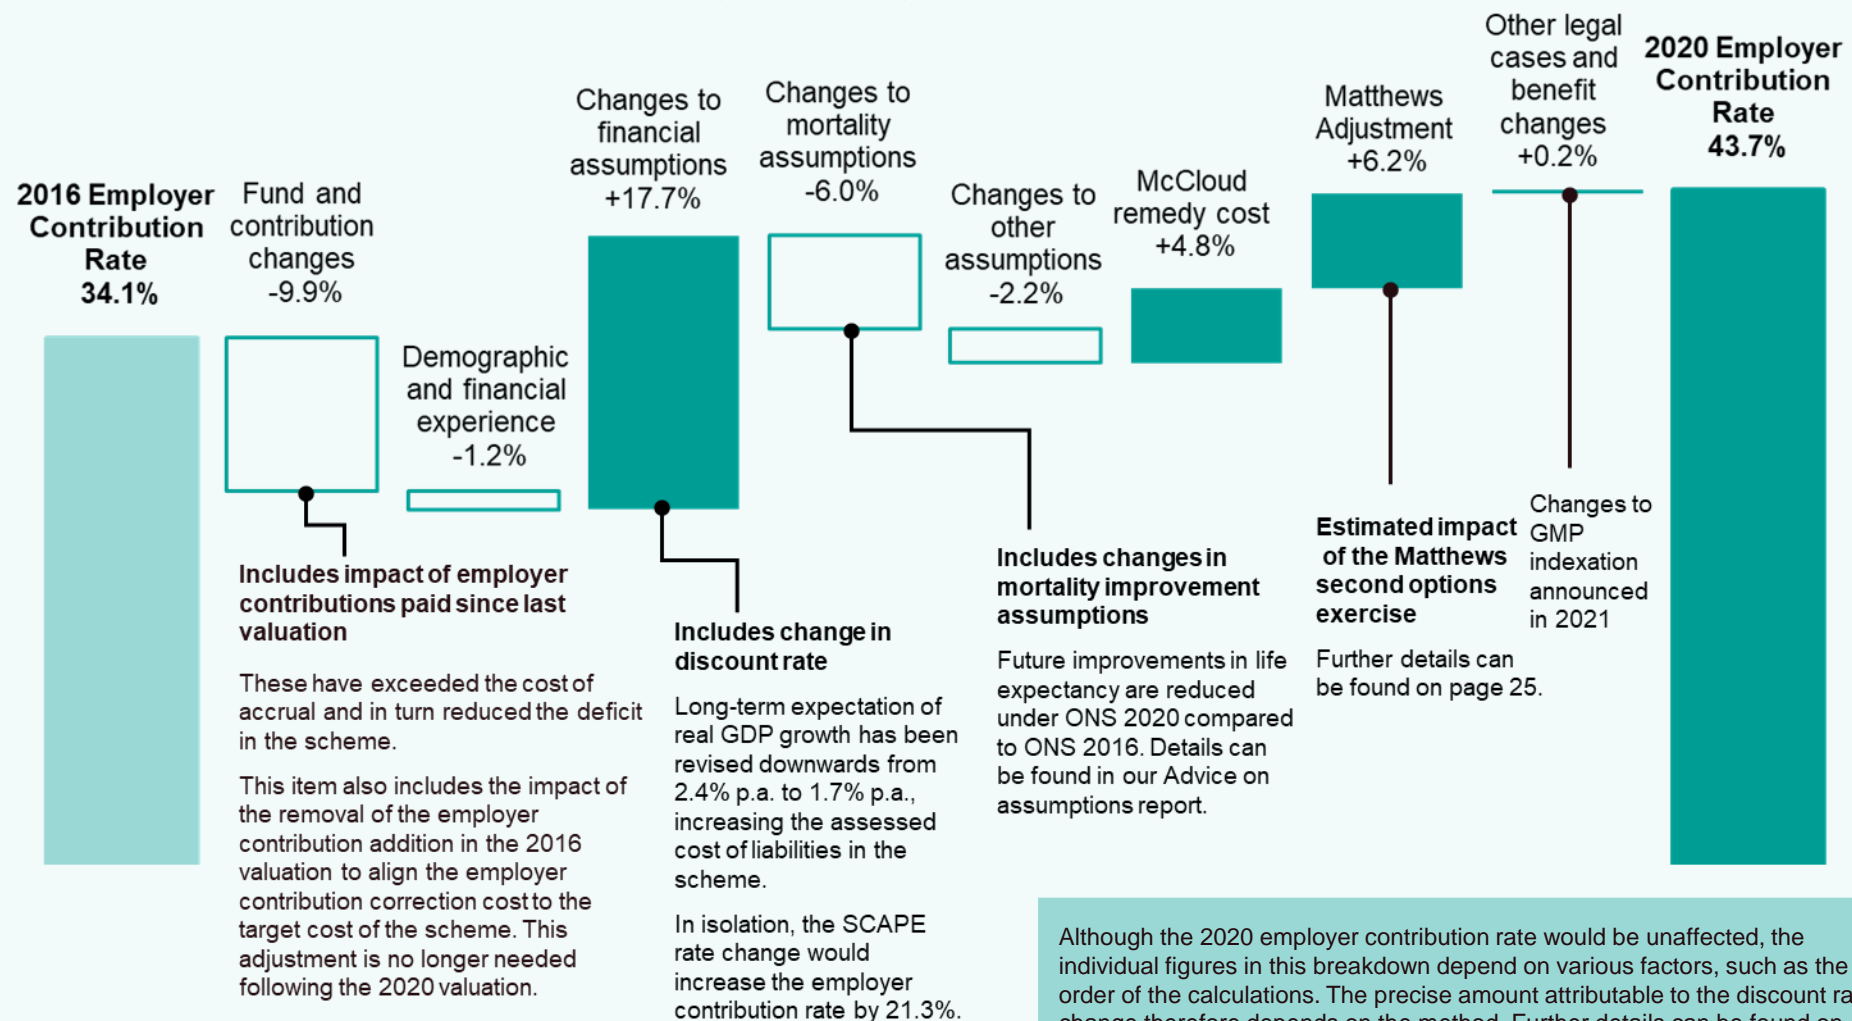 2016 Employer
Contribution
Rate
34.1%
Fund and
contribution
changes
-9.9%
Demographic
and financial
experience
-1.2%
Changes to
financial
assumptions
+17.7%
Changes to
mortality
assumptions
-6.0%
Changes to
other
assumptions
-2.2%
McCloud
remedy cost
+4.8%
Matthews
Adjustment
+6.2%
Other legal
cases and
benefit
changes
+0.2%
2020 Employer
Contribution
Rate
43.7%
Includes impact of employer
contributions paid since last
valuation
These have exceeded the cost of
accrual and in turn reduced the deficit
in the scheme.
This item also includes the impact of
the removal of the employer
contribution addition in the 2016
valuation to align the employer
contribution correction cost to the
target cost of the scheme. This
adjustment is no longer needed
following the 2020 valuation.
Includes change in
discount rate
Long-term expectation of
real GDP growth has been
revised downwards from
2.4% p.a. to 1.7% p.a.,
increasing the assessed
cost of liabilities in the
scheme.
In isolation, the SCAPE
rate change would
increase the employer
contribution rate by 21.3%.
Includes changes in
mortality improvement
assumptions
Future improvements in life
expectancy are reduced
under ONS 2020 compared
to ONS 2016. Details can
be found in our Advice on
assumptions report.
Estimated impact
of the Matthews
second options
exercise
Further details can
be found on page 25.
Changes to
GMP
indexation
announced
in 2021
Although the 2020 employer contribution rate would be unaffected, the
individual figures in this breakdown depend on various factors, such as the
order of the calculations. The precise amount attributable to the discount ra
change therefore depends on the method. Further details can be found on